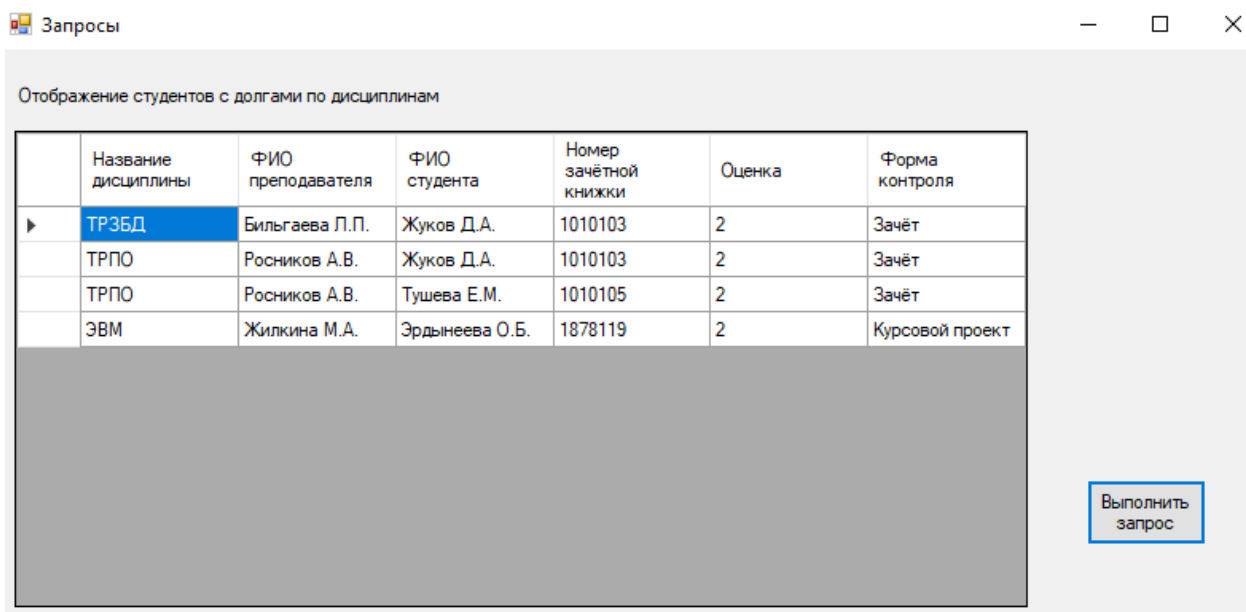 Запросы
Отображение студентов с долгами по дисциплинам
Название дисциплины ФИО преподавателя ФИО студента Номер зачётной книжки Оценка Форма контроля
ТРЗБД Бильгаева Л.П. Жуков Д.А. 1010103 2 Зачёт
ТРПО Росников А.В. Жуков Д.А. 1010103 2 Зачёт
ТРПО Росников А.В. Тушева Е.М. 1010105 2 Зачёт
ЭВМ Жилкина М.А. Эрдынеева О.Б. 1878119 2 Курсовой проект
Выполнить
запрос